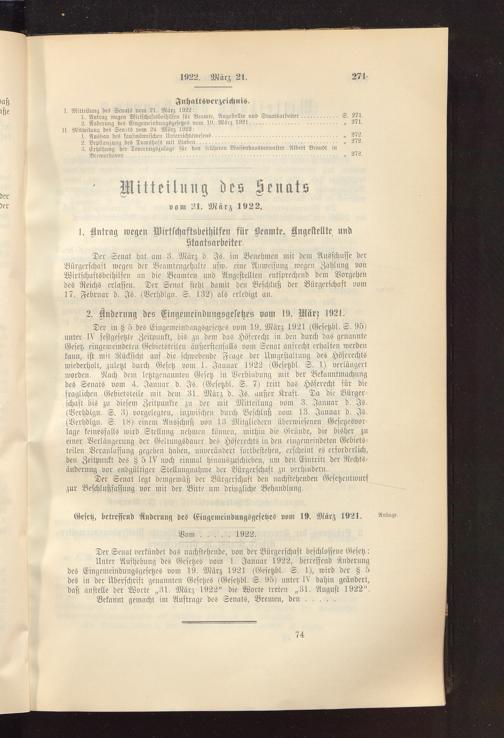 1922. März 21.
271
Inhaltsverzeichnis.
I. Mitteilung des Senats vom 21. März 1922:
1. Antrag wegen Wirtschaftsbeihilfen für Beamte, Angestellte und Staatsarbeiter S. 271.
2. Änderung des Eingemeindungsgesetzes vom 19. März 1921 „ 271.
II. Mitteilung des Senats vom 24. März 1922:
1. Ausbau des kaufmännischen Unterrichtswesens „ 272.
2. Bepflanzung des Domshofs mit Linden „ 272.
3. Erhöhung der Teuerungszulage für den früheren Albert Brandt in
„ 272.
Mitteilung des Senats
vom 21. März 1922.
1. Antrag wegen Wirtschaftsbeihilfen für Beamte, Angestellte und
Staatsarbeiter.
Der Senat hat am 3. März d. Js. im Benehmen mit dem Ausschusse der
Bürgerschaft wegen der Beamtengehalte usw. eine Anweisung wegen Zahlung von
Wirtschaftsbeihilfen an die Beamten und Angestellten entsprechend dem Vorgehen
des Reichs erlassen. Der Senat sieht damit den Beschluß der Bürgerschaft vom
17. Februar d. Js. (Verhdlgn. S. 132) als erledigt an.
2. Änderung des Eingemeindungsgesetzes vom 19. März 1921.
Der in § 5 des Eingemeindungsgesetzes vom 19. März 1921 (Gesetzbl. S. 95)
unter IV festgesetzte Zeitpunkt, bis zu dem das Höferecht in den durch das genannte
Gesetz eingemeindeten Gebietsteilen äußerstenfalls vom Senat aufrecht erhalten werden
kann, ist mit Rücksicht auf die schwebende Frage der Umgestaltung des Höferechts
wiederholt, zuletzt durch Gesetz vom 1. Januar 1922 (Gesetzbl. S. 1) verlängert
worden. Nach dem letztgenannten Gesetz in Verbindung mit der Bekanntmachung
des Senats vom 4. Januar d. Js. (Gesetzbl. S. 7) tritt das Höferecht für die
fraglichen Gebietsteile mit dem 31. März d. Js. außer Kraft. Da die Bürger-
schaft bis zu diesem Zeitpunkte zu der mit Mitteilung vom 3. Januar d. Js.
(Verhdlgn. S. 3) vorgelegten, inzwischen durch Beschluß vom 13. Januar d. Js.
(Verhdlgn. S. 18) einem Ausschuß von 13 Mitgliedern überwiesenen Gesetzesvor-
lage keinesfalls wird Stellung nehmen können, mithin die Gründe, die bisher zu
einer Verlängerung der Geltungsdauer des Höferechts in den eingemeindeten Gebiets-
teilen Veranlassung gegeben haben, unverändert fortbestehen, erscheint es erforderlich,
den Zeitpunkt des § 5 IV noch einmal hinauszuschieben, um den Eintritt der Rechts-
änderung vor endgültiger Stellungnahme der Bürgerschaft zu verhindern.
Der Senat legt demgemäß der Bürgerschaft den nachstehenden Gesetzentwurf
zur Beschlußfassung vor mit der Bitte um dringliche Behandlung.
Gesetz, betreffend Änderung des Eingemeindungsgesetzes vom 19. März 1921.
Anlage.
Vom . . . . . 1922.
Der Senat verkündet das nachstehende, von der Bürgerschaft beschlossene Gesetz:
Unter Aufhebung des Gesetzes vom 1. Januar 1922, betreffend Änderung
des Eingemeindungsgesetzes vom 19. März 1921 (Gesetzbl. S. 1), wird der § 5
des in der Überschrift genannten Gesetzes (Gesetzbl. S. 95) unter IV dahin geändert,
daß anstelle der Worte „31. März 1922“ die Worte treten „31. August 1922“.
Bekannt gemacht im Auftrage des Senats, Bremen, den . . . . .
74